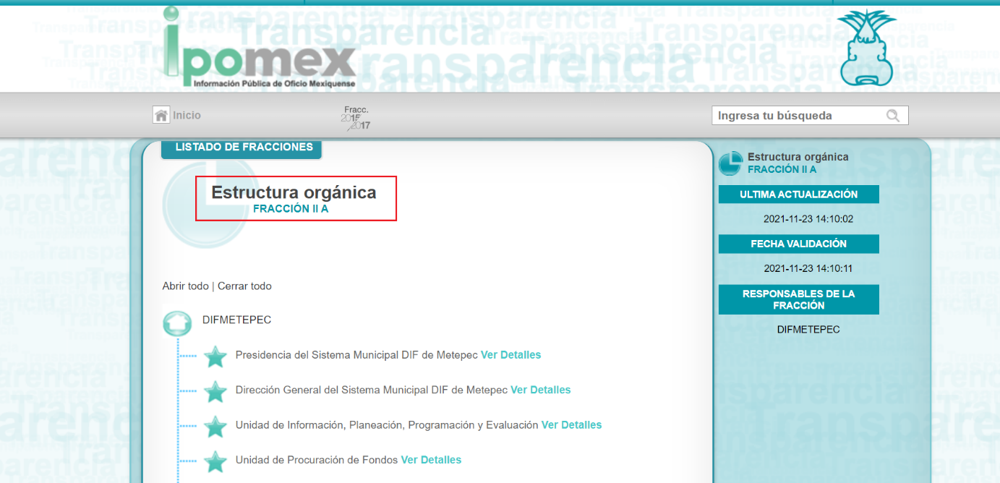 ipomex
Información Pública de Oficio Mexiquense
Inicio
Fracc.
2015
2017
Ingresa tu búsqueda
LISTADO DE FRACCIONES
Estructura orgánica
FRACCIÓN II A
Abrir todo | Cerrar todo
DIFMETEPEC
Presidencia del Sistema Municipal DIF de Metepec Ver Detalles
Dirección General del Sistema Municipal DIF de Metepec Ver Detalles
Unidad de Información, Planeación, Programación y Evaluación Ver Detalles
Unidad de Procuración de Fondos Ver Detalles
Estructura orgánica
FRACCIÓN II A
ULTIMA ACTUALIZACIÓN
2021-11-23 14:10:02
FECHA VALIDACIÓN
2021-11-23 14:10:11
RESPONSABLES DE LA
FRACCIÓN
DIFMETEPEC